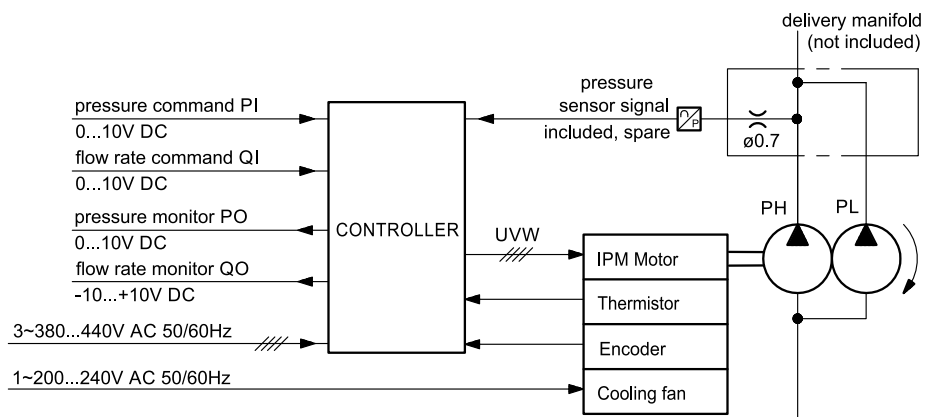 delivery manifold
(not included)
pressure
sensor signal
included, spare
P
ø0.7
pressure command PI
0...10V DC
flow rate command QI
0...10V DC
pressure monitor PO
0...10V DC
flow rate monitor QO
-10...+10V DC
3~380...440V AC 50/60Hz
1~200...240V AC 50/60Hz
CONTROLLER
UVW
IPM Motor
Thermistor
Encoder
Cooling fan
PH
PL